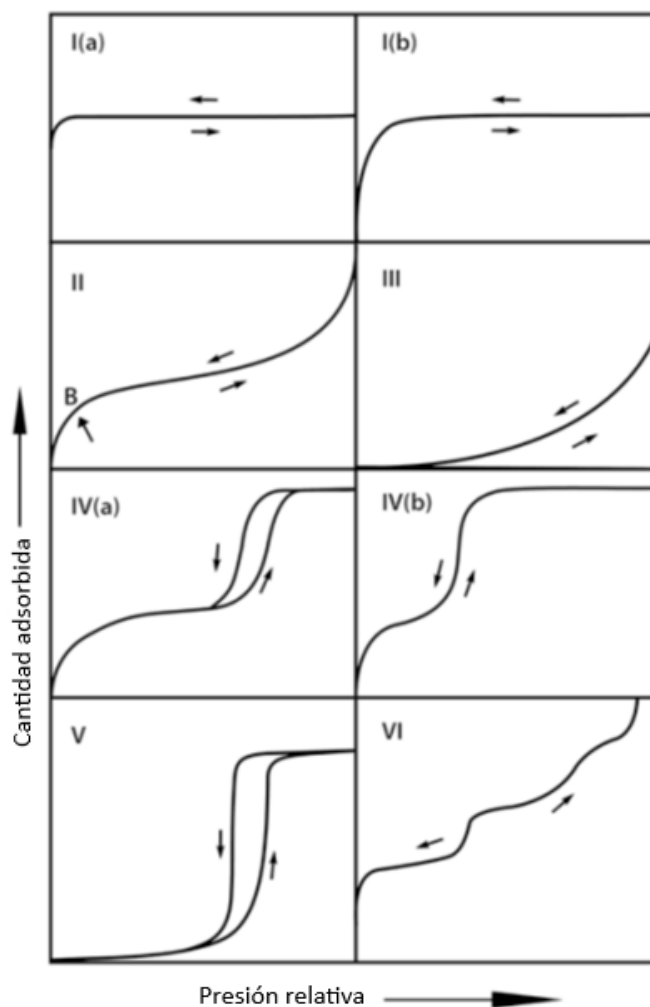 I(a)
I(b)
II
III
B
IV(a)
IV(b)
V
VI
Cantidad adsorbida
Presión relativa